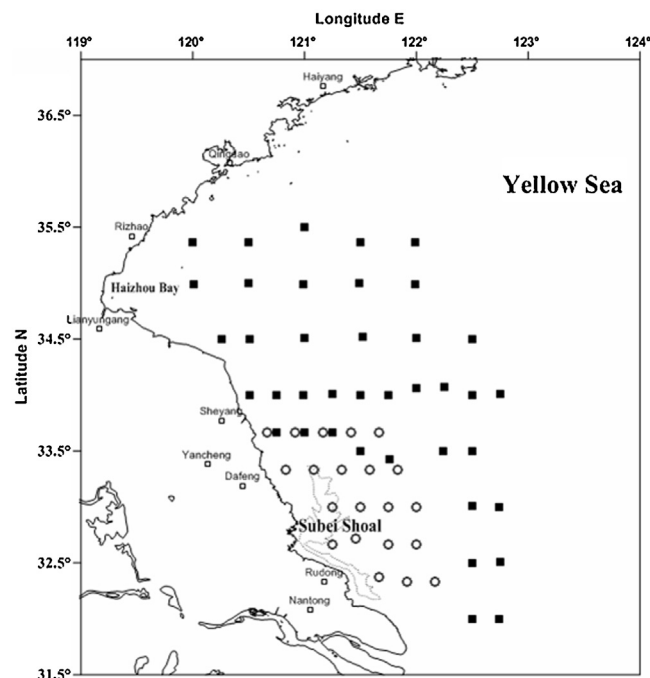 Longitude E
119° 120° 121° 122° 123° 124°
Haiyang
36.5°
Qingdao
Yellow Sea
35.5°
Rizhao
Haizhou Bay
Lianyungang
34.5°
Latitude N
Sheyang
33.5°
Yancheng
Dafeng
Subei Shoal
32.5°
Rudong
Nantong
31.5°